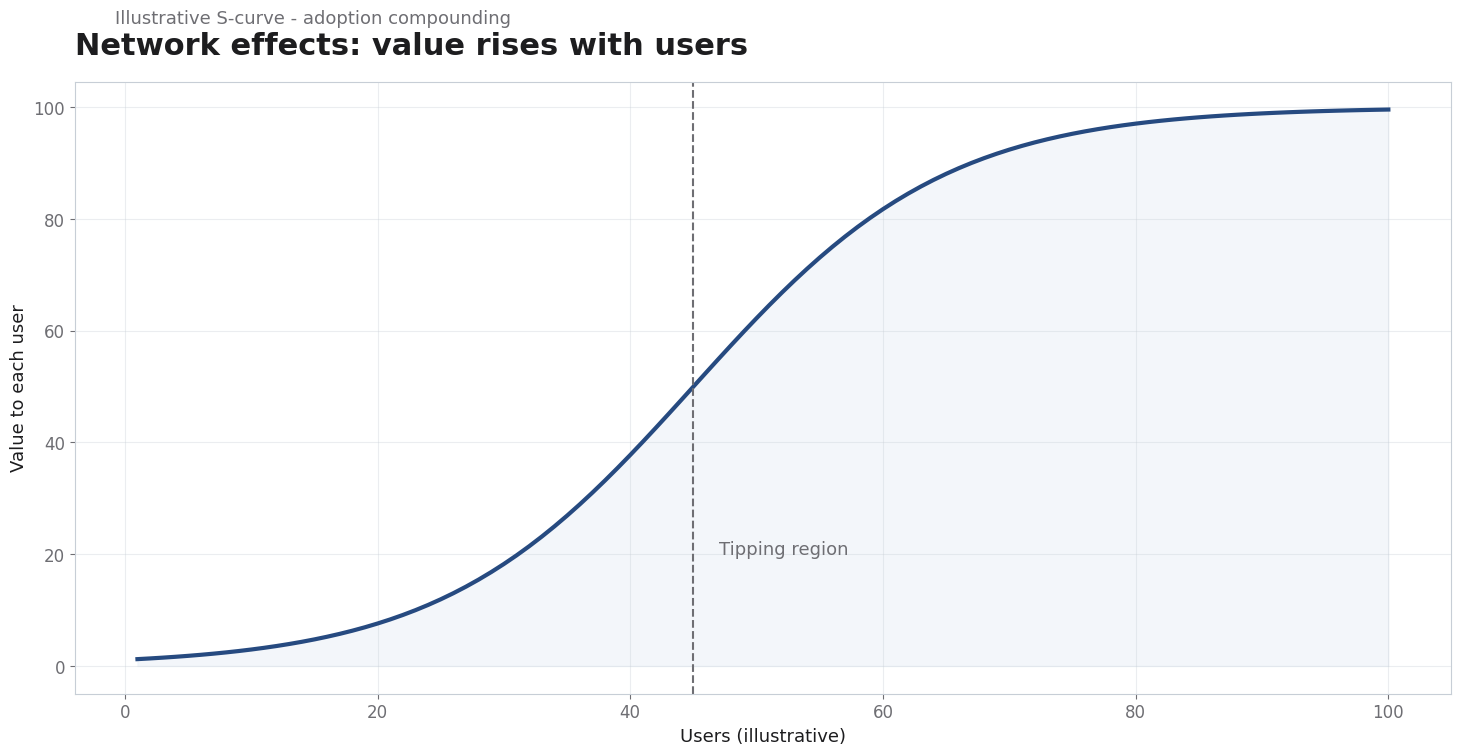 Illustrative S-curve - adoption compounding
Network effects: value rises with users
100
80
60
40
20
0
Value to each user
Tipping region
0 20 40 60 80 100
Users (illustrative)